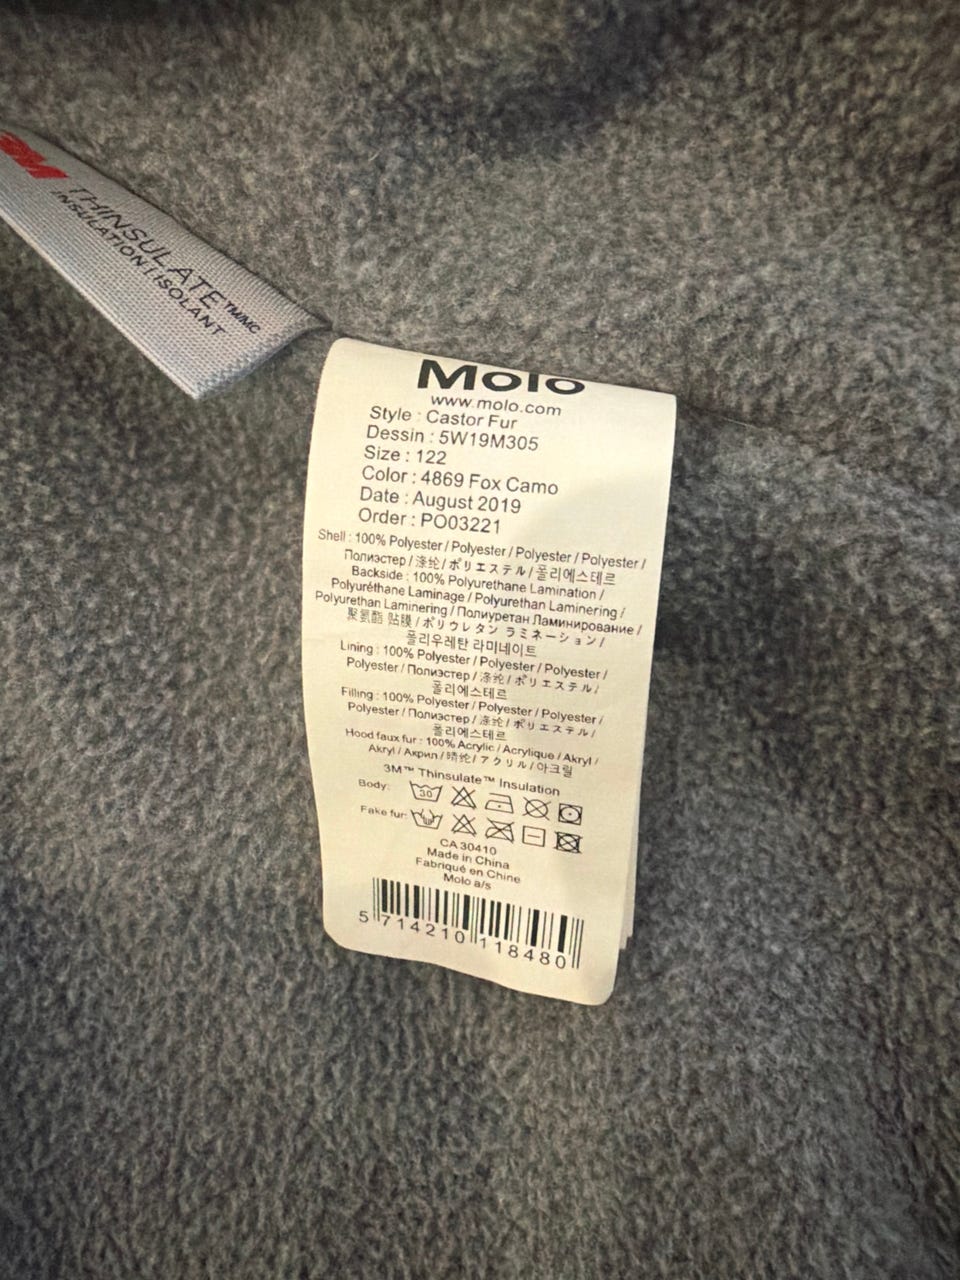 3M
THINSULATE™/MC
INSULATION | ISOLANT
Molo
www.molo.com
Style : Castor Fur
Dessin : 5W19M305
Size : 122
Color : 4869 Fox Camo
Date : August 2019
Order : PO03221
Shell : 100% Polyester / Polyester / Polyester / Polyester /
Полиэстер / 涤纶 / ポリエステル / 폴리에스테르
Backside : 100% Polyurethane Lamination /
Polyuréthane Laminage / Polyurethan Laminering /
Polyurethan Laminering / Полиуретан Ламинирование /
聚氨酯 贴膜 / ポリウレタン ラミネーション /
폴리우레탄 라미네이트
Lining : 100% Polyester / Polyester / Polyester /
Polyester / Полиэстер / 涤纶 / ポリエステル /
폴리에스테르
Filling : 100% Polyester / Polyester / Polyester /
Polyester / Полиэстер / 涤纶 / ポリエステル /
폴리에스테르
Hood faux fur : 100% Acrylic / Acrylique / Akryl /
Akryl / Акрил / 晴纶 / アクリル / 아크릴
3M™ Thinsulate™ Insulation
Body: 30
Fake fur:
CA 30410
Made in China
Fabriqué en Chine
Molo a/s
5 714210 118480